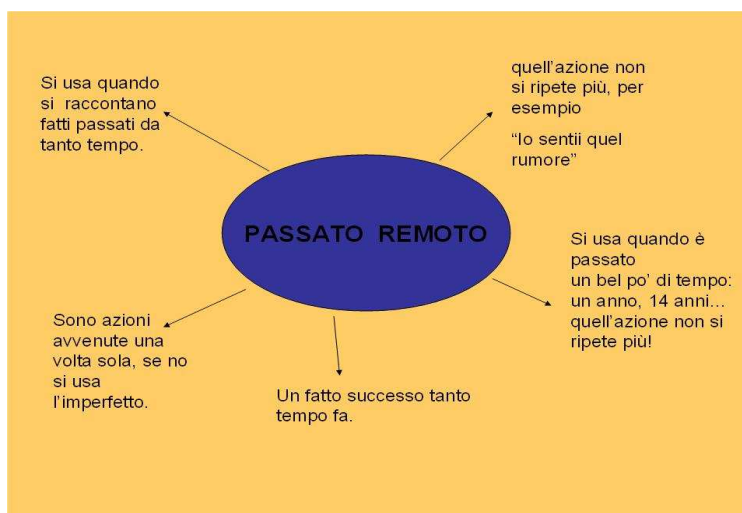 Si usa quando
si raccontano
fatti passati da
tanto tempo.
quell'azione non
si ripete più, per
esempio
“Io sentii quel
rumore”
PASSATO REMOTO
Si usa quando è
passato
un bel po' di tempo:
un anno, 14 anni...
quell'azione non si
ripete più!
Sono azioni
avvenute una
volta sola, se no
si usa
l'imperfetto.
Un fatto successo tanto
tempo fa.